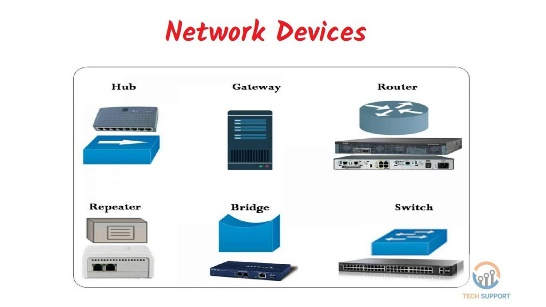 Network Devices
Hub
Gateway
Router
Repeater
Bridge
Switch
TECH SUPPORT